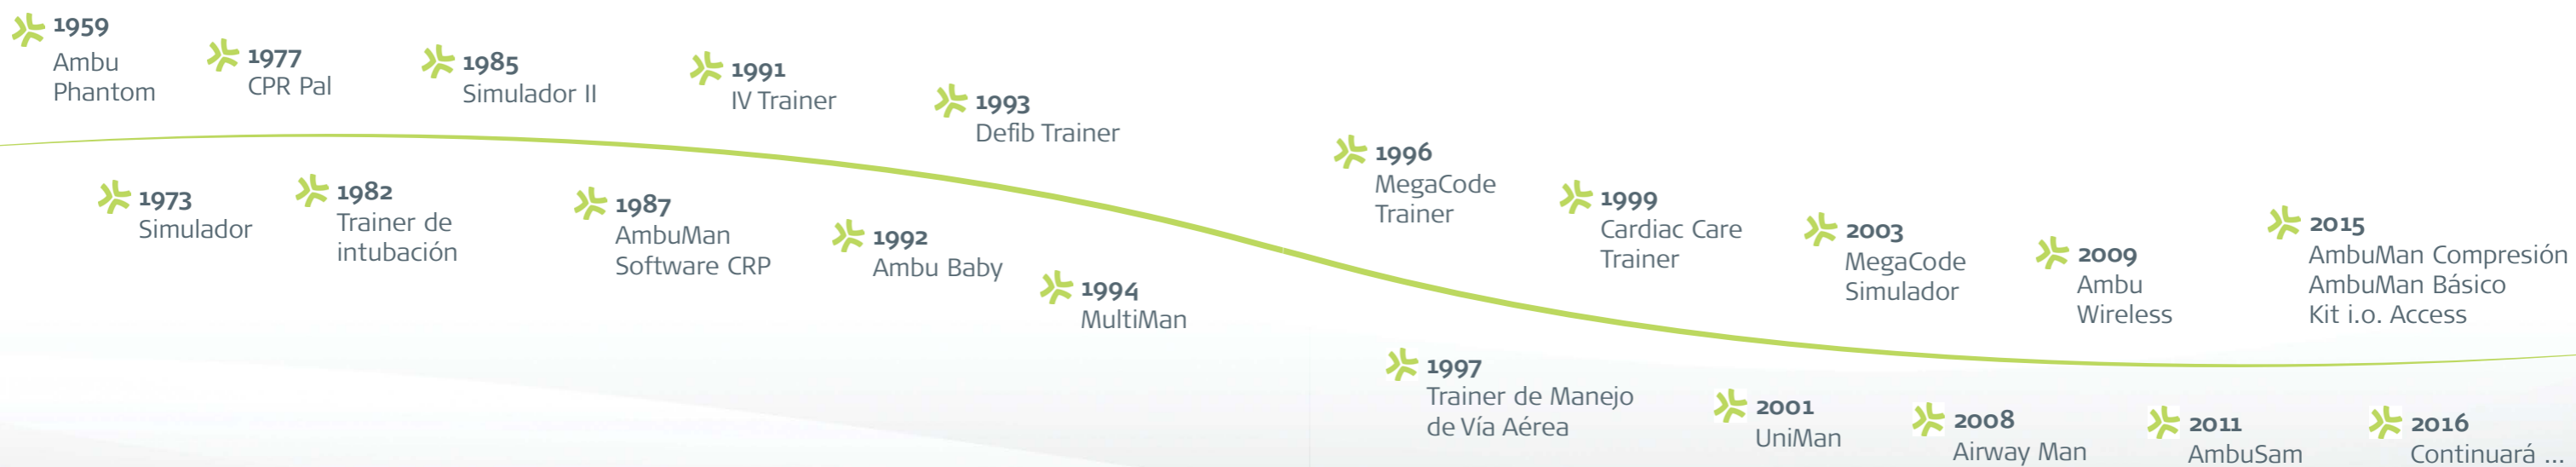 1959
Ambu
Phantom
1973
Simulador
1977
CPR Pal
1982
Trainer de
intubación
1985
Simulador II
1987
AmbuMan
Software CRP
1991
IV Trainer
1992
Ambu Baby
1993
Defib Trainer
1994
MultiMan
1996
MegaCode
Trainer
1997
Trainer de Manejo
de Vía Aérea
1999
Cardiac Care
Trainer
2001
UniMan
2003
MegaCode
Simulador
2008
Airway Man
2009
Ambu
Wireless
2011
AmbuSam
2015
AmbuMan Compresión
AmbuMan Básico
Kit i.o. Access
2016
Continuará ...